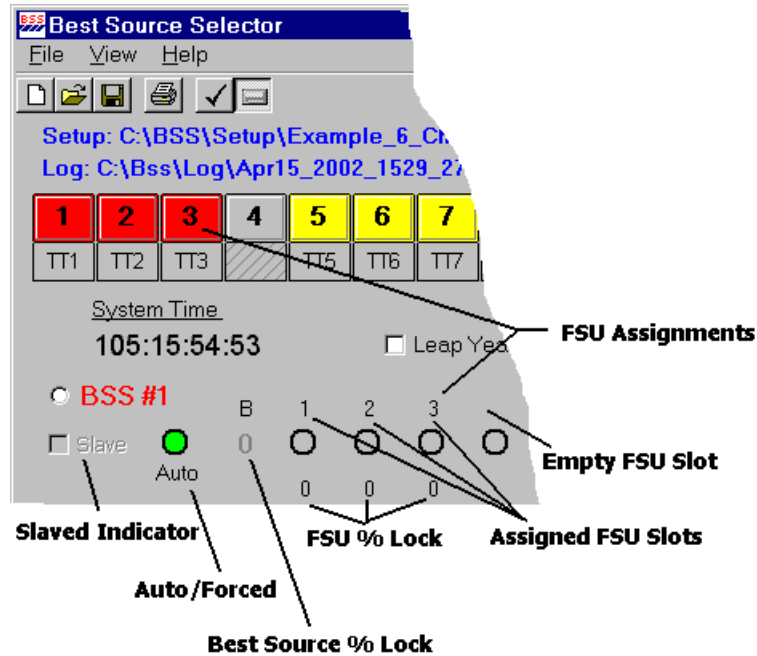 BSS Best Source Selector
File View Help
Setup: C:\BSS\Setup\Example_6_Ch
Log: C:\Bss\Log\Apr15_2002_1529_27
1 2 3 4 5 6 7
TT1 TT2 TT3 TT5 TT6 TT7
System Time
105:15:54:53
Leap Yea
FSU Assignments
BSS #1
B 1 2 3
Slave 0
Empty FSU Slot
Auto
0 0 0
Slaved Indicator
FSU % Lock
Assigned FSU Slots
Auto/Forced
Best Source % Lock